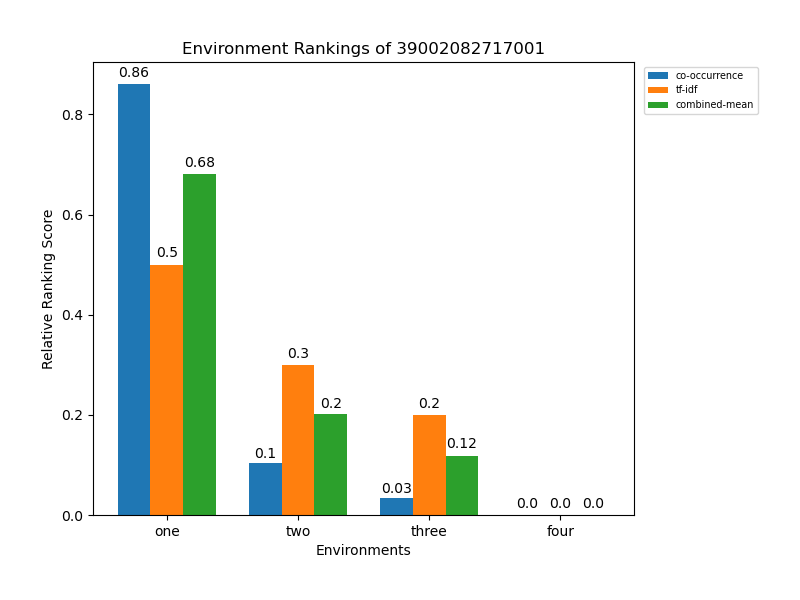 Environment Rankings of 39002082717001
co-occurrence
tf-idf
combined-mean
Relative Ranking Score
0.8
0.6
0.4
0.2
0.0
0.86
0.5
0.68
0.1
0.3
0.2
0.03
0.2
0.12
0.0
0.0
0.0
one
two
three
four
Environments